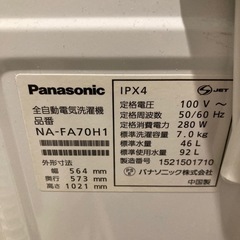 Panasonic
全自動電気洗濯機
品番
NA-FA70H1
外形寸法
幅 564 mm
奥行 573 mm
高さ 1021 mm
IPX4
JET
定格電圧 100 V~
定格周波数 50/60 Hz
定格消費電力 280 W
標準洗濯容量 7.0 kg
標準水量 46 L
標準使用水量 92 L
製造番号 1521501710
パナソニック株式会社
中国製